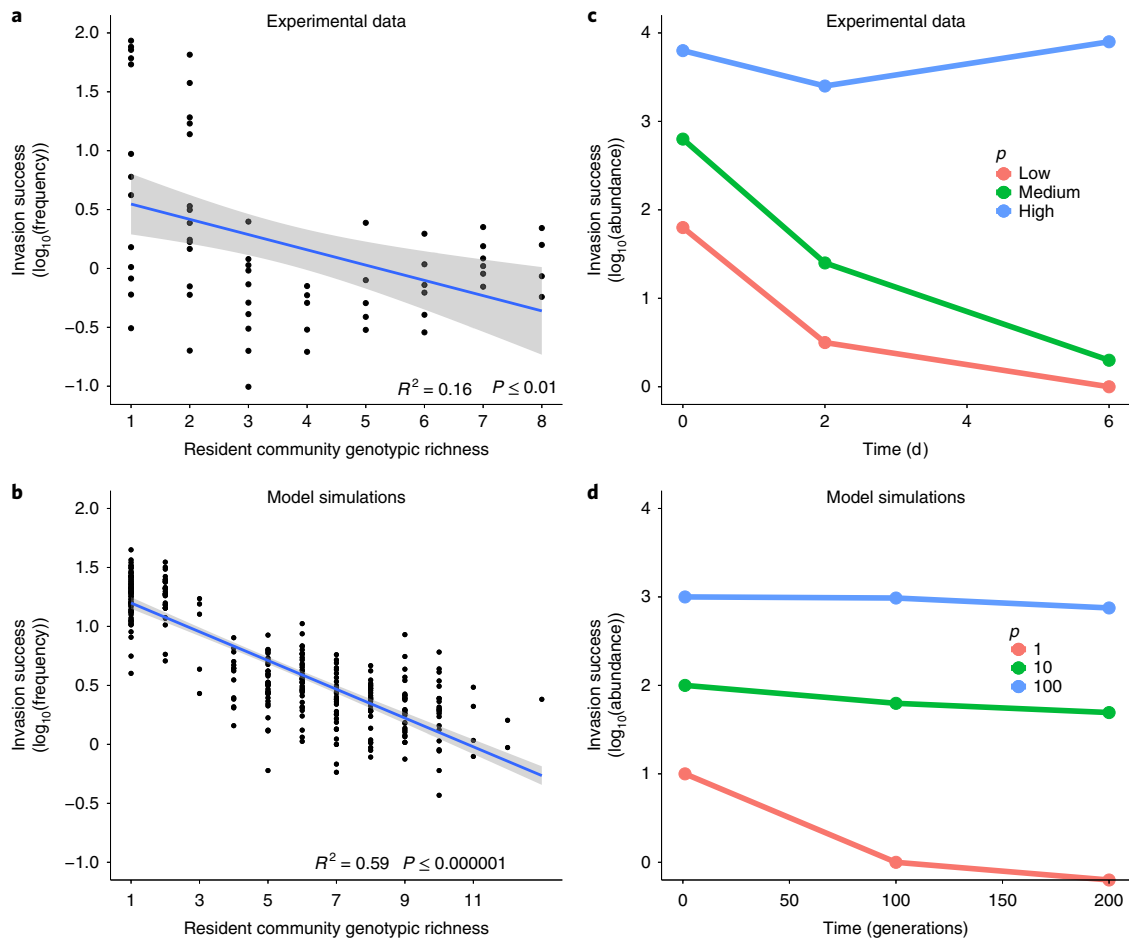 a
Experimental data
2.0
1.5
1.0
0.5
0
−0.5
−1.0
Invasion success
(log10(frequency))
R2 = 0.16 P ≤ 0.01
1 2 3 4 5 6 7 8
Resident community genotypic richness
c
Experimental data
4
3
2
1
0
Invasion success
(log10(abundance))
p
Low
Medium
High
0 2 4 6
Time (d)
b
Model simulations
2.0
1.5
1.0
0.5
0
−0.5
−1.0
Invasion success
(log10(frequency))
R2 = 0.59 P ≤ 0.000001
1 3 5 7 9 11
Resident community genotypic richness
d
Model simulations
4
3
2
1
0
Invasion success
(log10(abundance))
p
1
10
100
0 50 100 150 200
Time (generations)